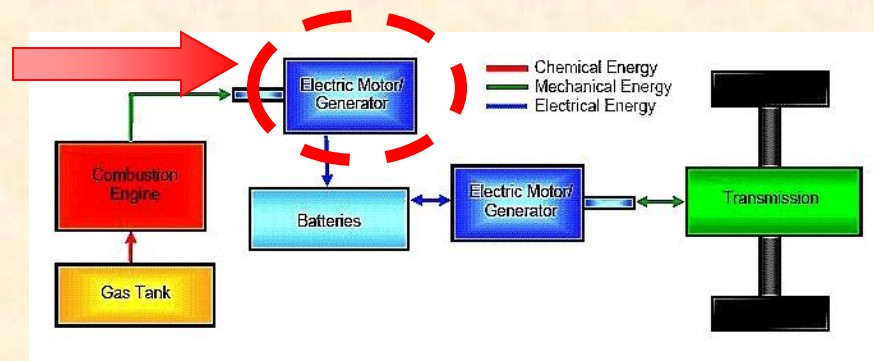 Electric Motor/
Generator
Chemical Energy
Mechanical Energy
Electrical Energy
Combustion
Engine
Batteries
Electric Motor/
Generator
Transmission
Gas Tank